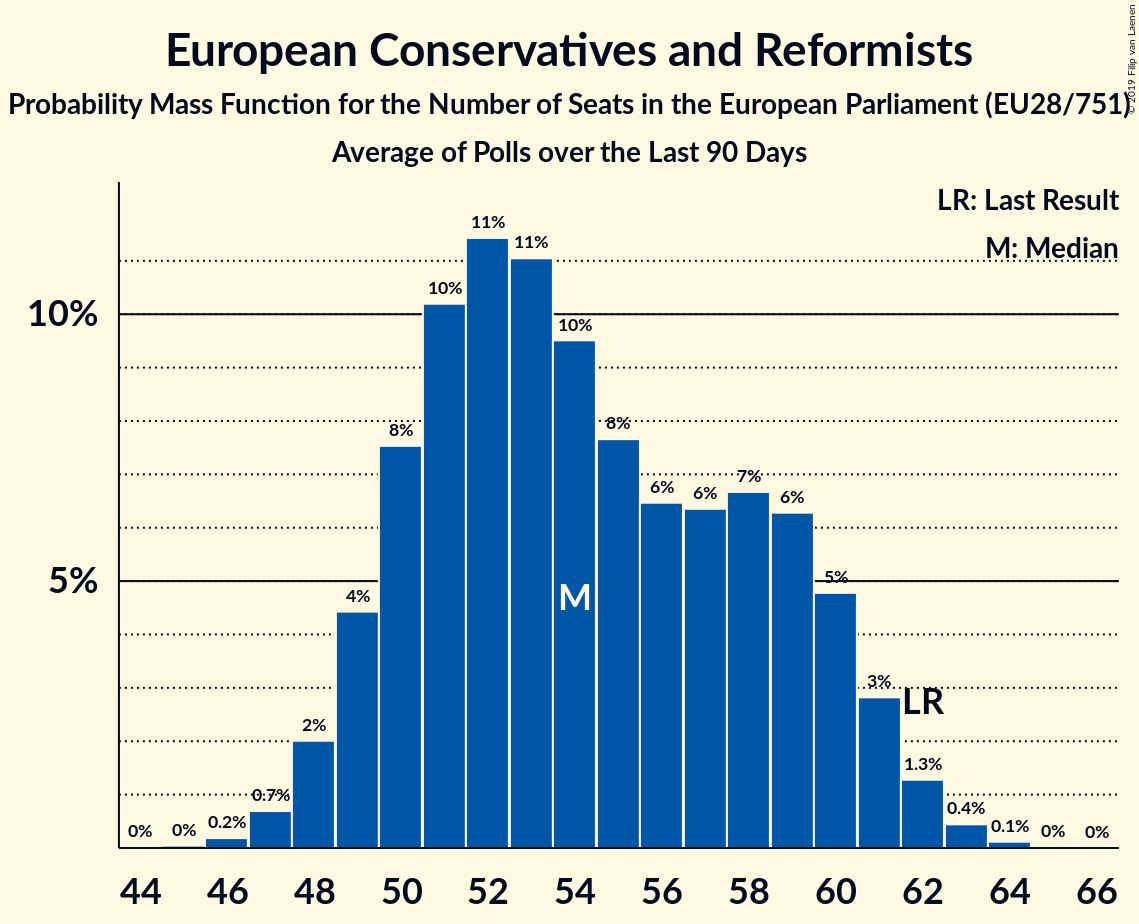 European Conservatives and Reformists
Probability Mass Function for the Number of Seats in the European Parliament (EU28/751)
Average of Polls over the Last 90 Days
© 2019 Filip van Laenen
LR: Last Result
M: Median
10%
5%
0%
0%
0.2%
0.7%
2%
4%
8%
10%
11%
11%
10%
8%
6%
6%
7%
6%
5%
3%
1.3%
0.4%
0.1%
0%
0%
M
LR
44 46 48 50 52 54 56 58 60 62 64 66